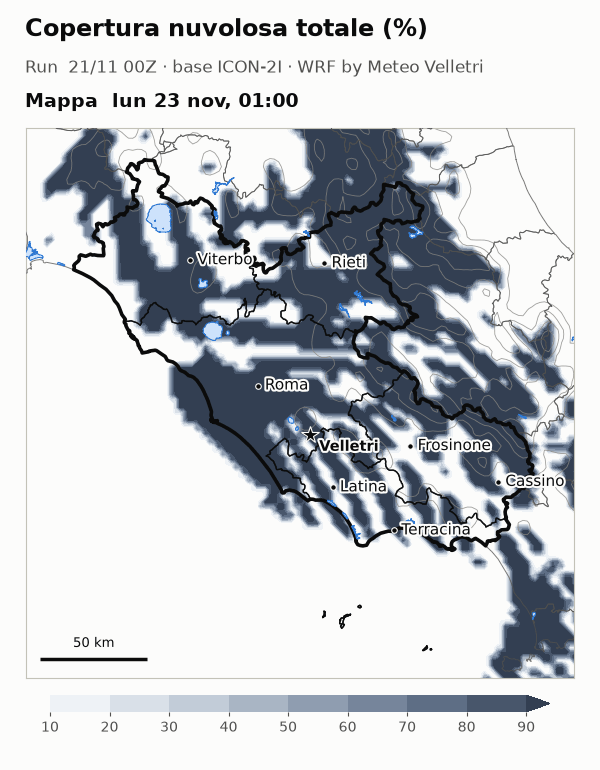 Copertura nuvolosa totale (%)
Run 21/11 00Z · base ICON-2I · WRF by Meteo Velletri
Mappa lun 23 nov, 01:00
Viterbo
Rieti
Roma
Velletri
Frosinone
Cassino
Latina
Terracina
50 km
10 20 30 40 50 60 70 80 90